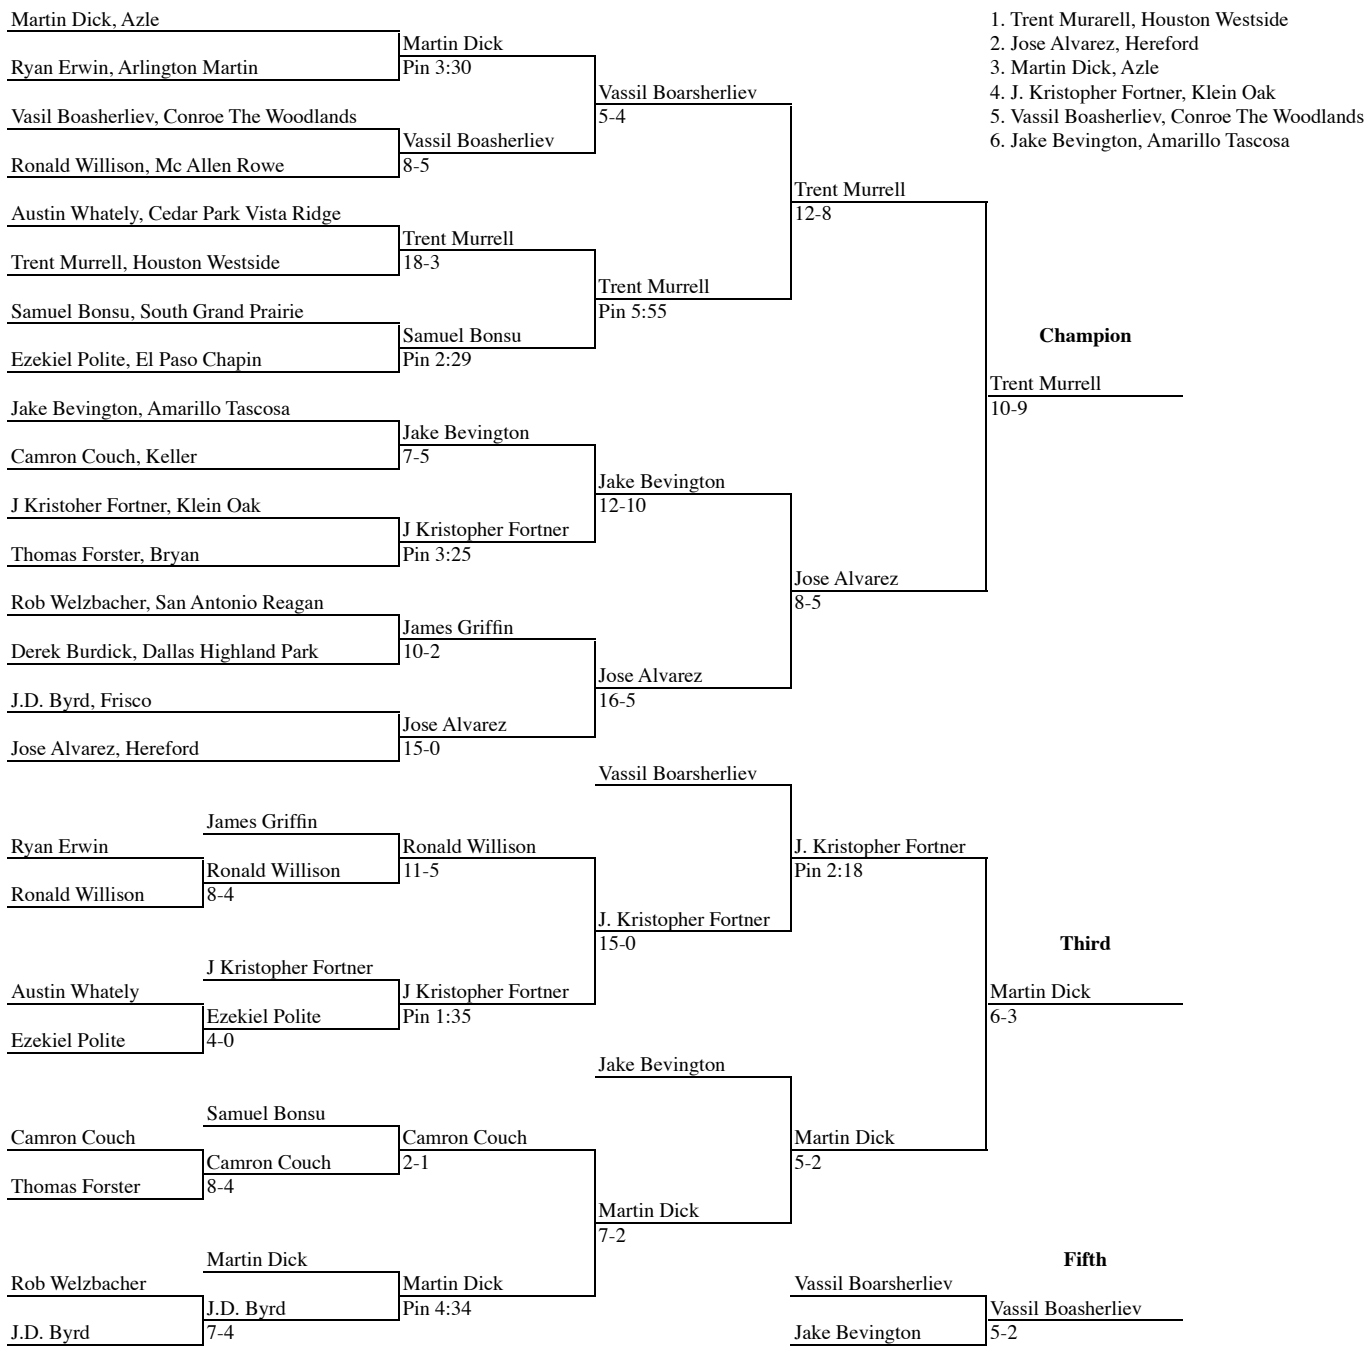 Martin Dick, Azle
Martin Dick
Ryan Erwin, Arlington Martin
Pin 3:30
Vassil Boarsherliev
Vasil Boasherliev, Conroe The Woodlands
5-4
Vassil Boasherliev
Ronald Willison, Mc Allen Rowe
8-5
Trent Murrell
Austin Whately, Cedar Park Vista Ridge
12-8
Trent Murrell
Trent Murrell, Houston Westside
18-3
Trent Murrell
Samuel Bonsu, South Grand Prairie
Pin 5:55
Samuel Bonsu
Ezekiel Polite, El Paso Chapin
Pin 2:29
1. Trent Murarell, Houston Westside
2. Jose Alvarez, Hereford
3. Martin Dick, Azle
4. J. Kristopher Fortner, Klein Oak
5. Vassil Boasherliev, Conroe The Woodlands
6. Jake Bevington, Amarillo Tascosa
Champion
Trent Murrell
10-9
Jake Bevington, Amarillo Tascosa
Jake Bevington
Camron Couch, Keller
7-5
Jake Bevington
J Kristoher Fortner, Klein Oak
12-10
J Kristopher Fortner
Thomas Forster, Bryan
Pin 3:25
Jose Alvarez
Rob Welzbacher, San Antonio Reagan
8-5
James Griffin
Derek Burdick, Dallas Highland Park
10-2
Jose Alvarez
J.D. Byrd, Frisco
16-5
Jose Alvarez
Jose Alvarez, Hereford
15-0
Vassil Boarsherliev
James Griffin
Ryan Erwin
Ronald Willison
J. Kristopher Fortner
Ronald Willison
11-5
Pin 2:18
Ronald Willison
8-4
J. Kristopher Fortner
15-0
Third
J Kristopher Fortner
Austin Whately
J Kristopher Fortner
Martin Dick
Ezekiel Polite
Pin 1:35
6-3
Ezekiel Polite
4-0
Jake Bevington
Samuel Bonsu
Camron Couch
Camron Couch
Martin Dick
Camron Couch
2-1
5-2
Thomas Forster
8-4
Martin Dick
7-2
Martin Dick
Fifth
Rob Welzbacher
Martin Dick
Vassil Boarsherliev
J.D. Byrd
Pin 4:34
Vassil Boasherliev
J.D. Byrd
7-4
Jake Bevington
5-2